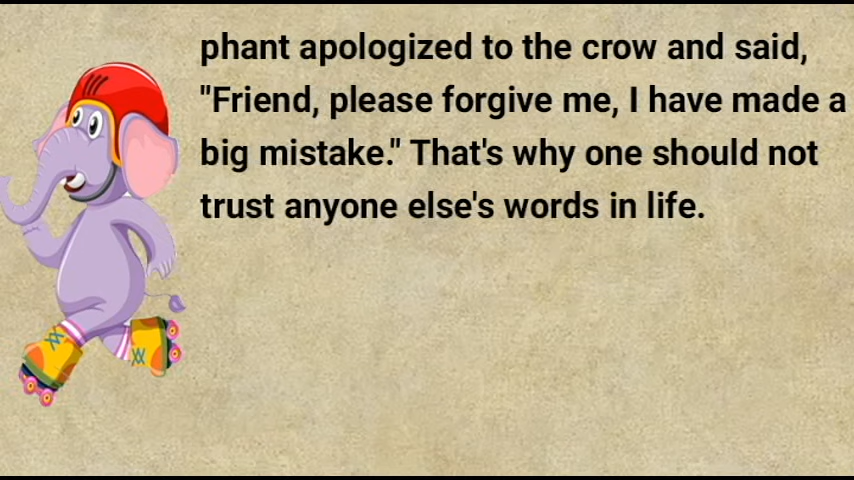 phant apologized to the crow and said,
"Friend, please forgive me, I have made a
big mistake." That's why one should not
trust anyone else's words in life.